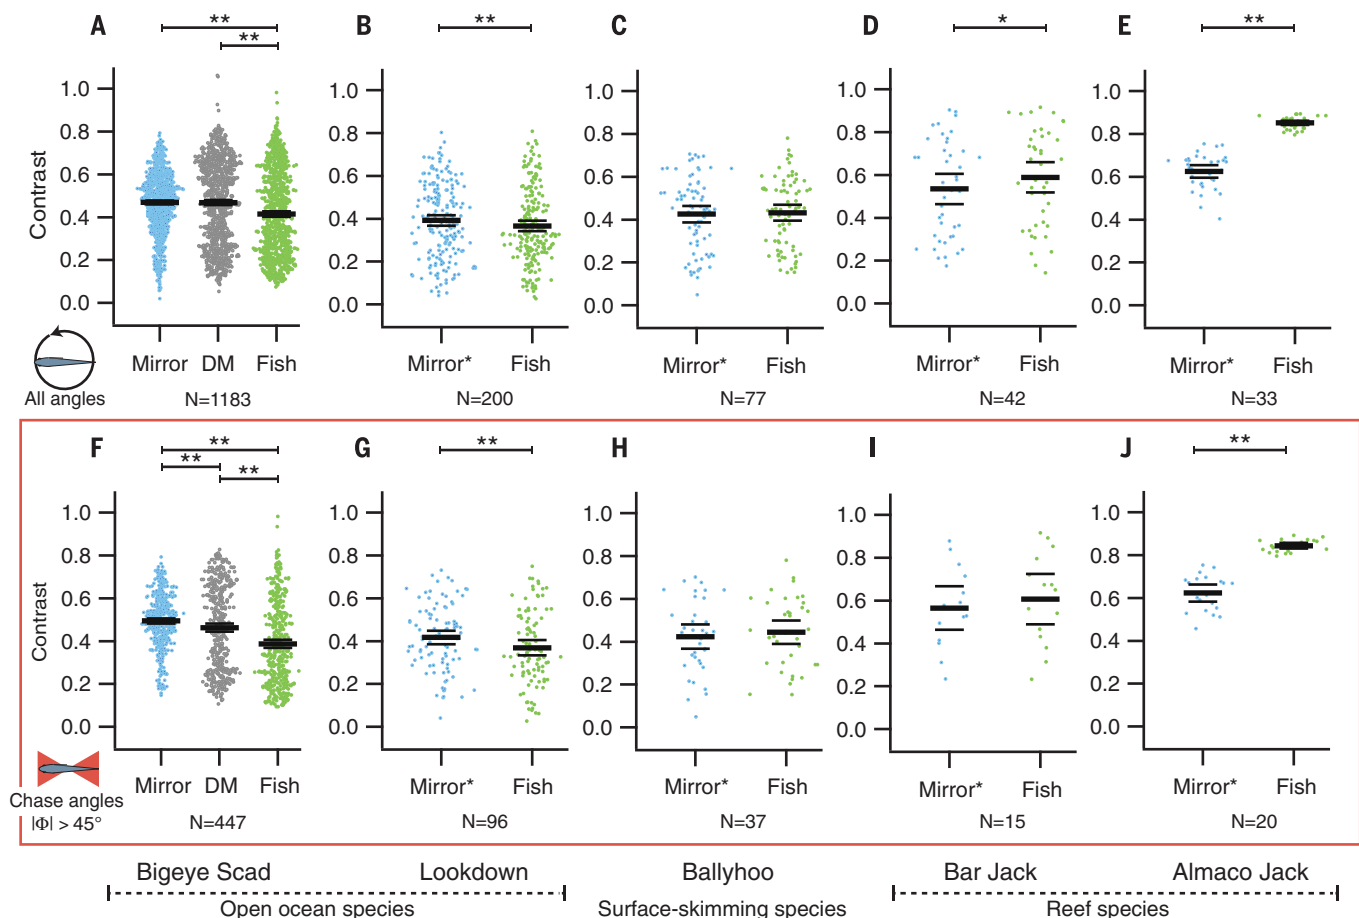 A ** **
B **
C
D *
E **
Contrast
1.0 0.8 0.6 0.4 0.2 0.0
1.0 0.8 0.6 0.4 0.2 0.0
1.0 0.8 0.6 0.4 0.2 0.0
1.0 0.8 0.6 0.4 0.2 0.0
1.0 0.8 0.6 0.4 0.2 0.0
Mirror DM Fish
Mirror* Fish
Mirror* Fish
Mirror* Fish
Mirror* Fish
All angles
N=1183
N=200
N=77
N=42
N=33
F ** ** **
G **
H
I
J **
Contrast
1.0 0.8 0.6 0.4 0.2 0.0
1.0 0.8 0.6 0.4 0.2 0.0
1.0 0.8 0.6 0.4 0.2 0.0
1.0 0.8 0.6 0.4 0.2 0.0
1.0 0.8 0.6 0.4 0.2 0.0
Mirror DM Fish
Mirror* Fish
Mirror* Fish
Mirror* Fish
Mirror* Fish
Chase angles
|Φ| > 45°
N=447
N=96
N=37
N=15
N=20
Bigeye Scad
Lookdown
Ballyhoo
Bar Jack
Almaco Jack
Open ocean species
Surface-skimming species
Reef species